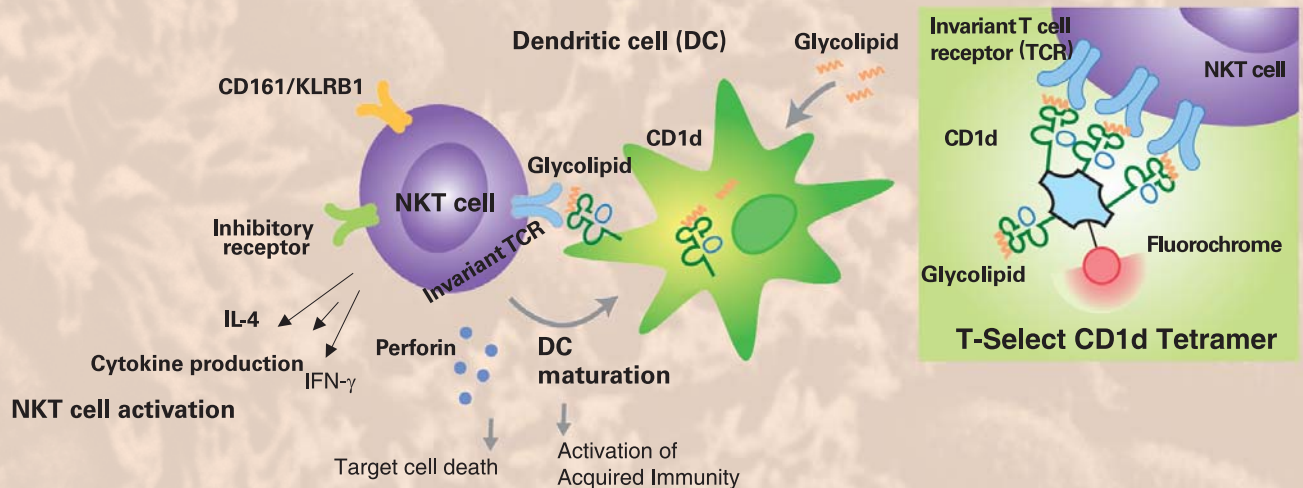 Dendritic cell (DC)
Glycolipid
CD161/KLRB1
CD1d
Glycolipid
NKT cell
Inhibitory
receptor
Invariant TCR
IL-4
Cytokine production
IFN-γ
NKT cell activation
Perforin
DC
maturation
Target cell death
Activation of
Acquired Immunity
Invariant T cell
receptor (TCR)
NKT cell
CD1d
Fluorochrome
Glycolipid
T-Select CD1d Tetramer